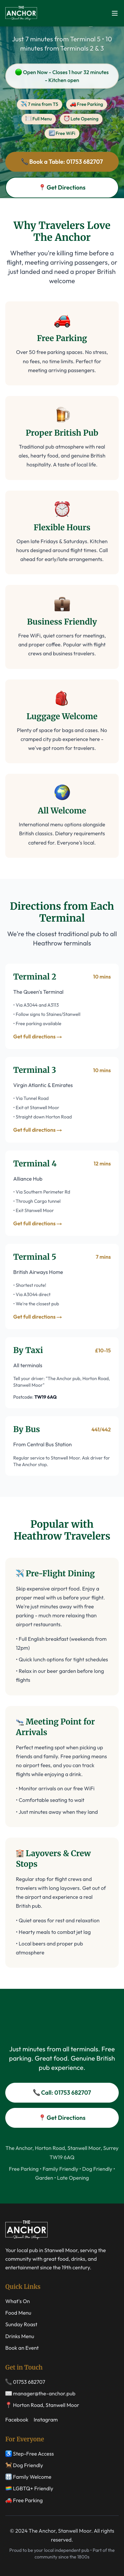 THE
ANCHOR
Just 7 minutes from Terminal 5 · 10
minutes from Terminals 2 & 3
Open Now - Closes 1 hour 32 minutes
- Kitchen open
7 mins from T5
Free Parking
Full Menu
Late Opening
Free WiFi
Book a Table: 01753 682707
Get Directions
Why Travelers Love
The Anchor
Whether you're killing time before a
flight, meeting arriving passengers, or
just landed and need a proper British
welcome
Free Parking
Over 50 free parking spaces. No stress,
no fees, no time limits. Perfect for
meeting arriving passengers.
Proper British Pub
Traditional pub atmosphere with real
ales, hearty food, and genuine British
hospitality. A taste of local life.
Flexible Hours
Open late Fridays & Saturdays. Kitchen
hours designed around flight times. Call
ahead for early/late arrangements.
Business Friendly
Free WiFi, quiet corners for meetings,
and proper coffee. Popular with flight
crews and business travelers.
Luggage Welcome
Plenty of space for bags and cases. No
cramped city pub experience here -
we've got room for travelers.
All Welcome
International menu options alongside
British classics. Dietary requirements
catered for. Everyone's local.
Directions from Each
Terminal
We're the closest traditional pub to all
Heathrow terminals
Terminal 2
10 mins
The Queen's Terminal
• Via A3044 and A3113
• Follow signs to Staines/Stanwell
• Free parking available
Get full directions →
Terminal 3
10 mins
Virgin Atlantic & Emirates
• Via Tunnel Road
• Exit at Stanwell Moor
• Straight down Horton Road
Get full directions →
Terminal 4
12 mins
Alliance Hub
• Via Southern Perimeter Rd
• Through Cargo tunnel
• Exit Stanwell Moor
Get full directions →
Terminal 5
7 mins
British Airways Home
• Shortest route!
• Via A3044 direct
• We're the closest pub
Get full directions →
By Taxi
£10-15
All terminals
Tell your driver: "The Anchor pub, Horton Road,
Stanwell Moor"
Postcode: TW19 6AQ
By Bus
441/442
From Central Bus Station
Regular service to Stanwell Moor. Ask driver for
The Anchor stop.
Popular with
Heathrow Travelers
Pre-Flight Dining
Skip expensive airport food. Enjoy a
proper meal with us before your flight.
We're just minutes away with free
parking - much more relaxing than
airport restaurants.
• Full English breakfast (weekends from
12pm)
• Quick lunch options for tight schedules
• Relax in our beer garden before long
flights
Meeting Point for
Arrivals
Perfect meeting spot when picking up
friends and family. Free parking means
no airport fees, and you can track
flights while enjoying a drink.
• Monitor arrivals on our free WiFi
• Comfortable seating to wait
• Just minutes away when they land
Layovers & Crew
Stops
Regular stop for flight crews and
travelers with long layovers. Get out of
the airport and experience a real
British pub.
• Quiet areas for rest and relaxation
• Hearty meals to combat jet lag
• Local beers and proper pub
atmosphere
Just minutes from all terminals. Free
parking. Great food. Genuine British
pub experience.
Call: 01753 682707
Get Directions
The Anchor, Horton Road, Stanwell Moor, Surrey
TW19 6AQ
Free Parking • Family Friendly • Dog Friendly •
Garden • Late Opening
THE
ANCHOR
Your local pub in Stanwell Moor, serving the
community with great food, drinks, and
entertainment since the 19th century.
Quick Links
What's On
Food Menu
Sunday Roast
Drinks Menu
Book an Event
Get in Touch
01753 682707
manager@the-anchor.pub
Horton Road, Stanwell Moor
Facebook
Instagram
For Everyone
Step-Free Access
Dog Friendly
Family Welcome
LGBTQ+ Friendly
Free Parking
© 2024 The Anchor, Stanwell Moor. All rights
reserved.
Proud to be your local independent pub • Part of the
community since the 1800s